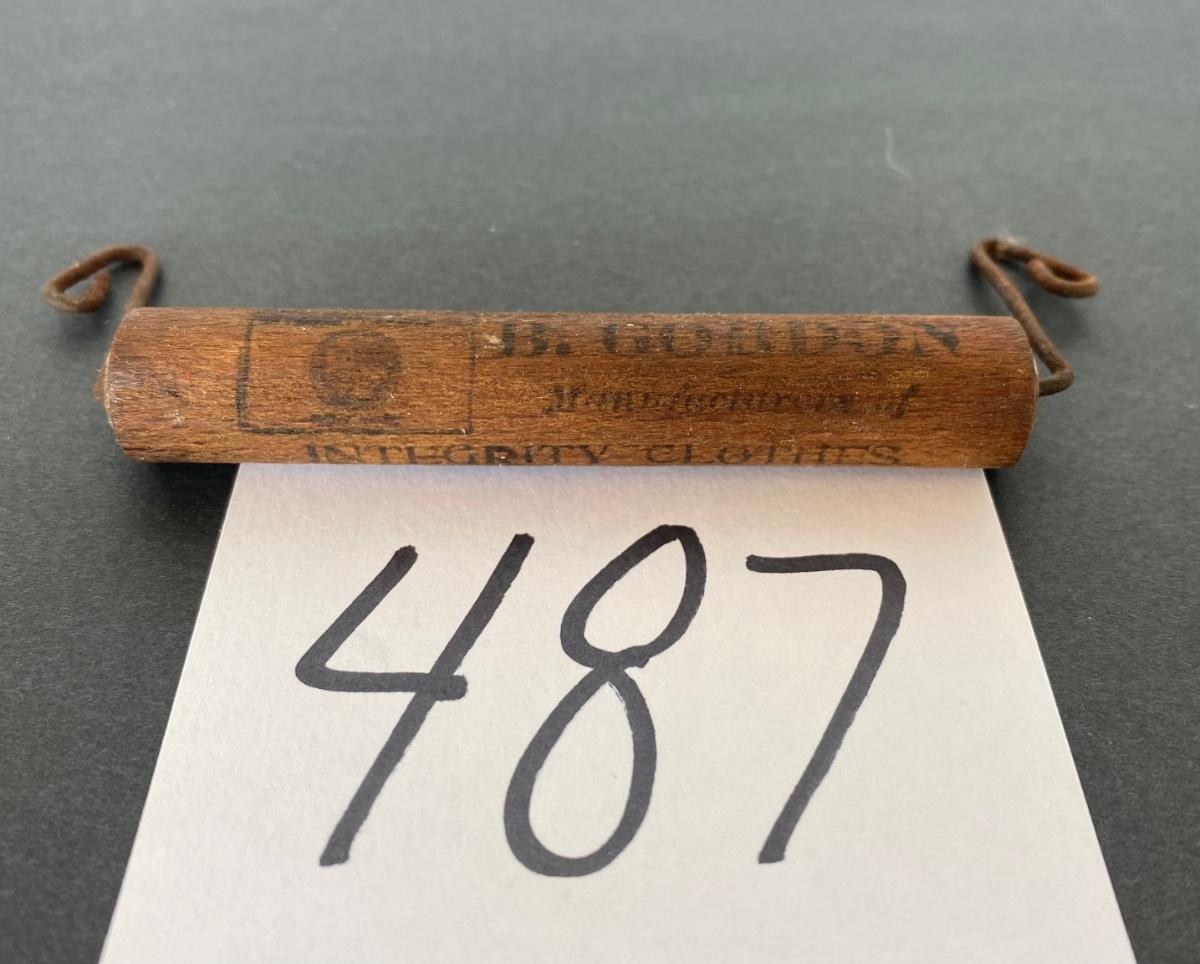 B. GORDON
Manufacturers of
INTEGRITY CLOTHES
487